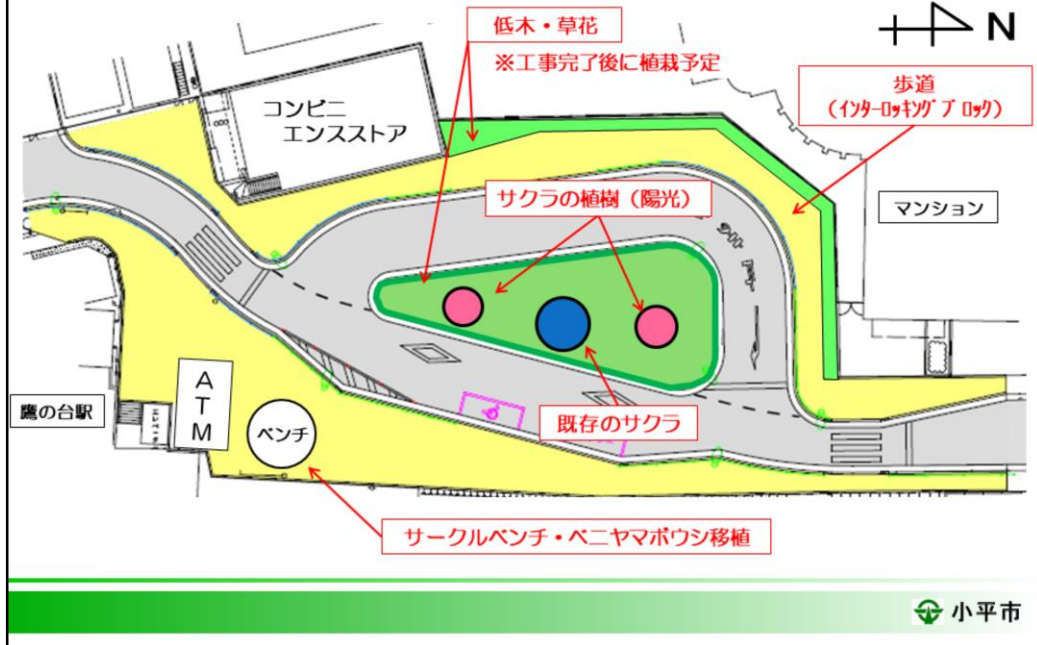 低木・草花
※工事完了後に植栽予定
N
コンビニ
エンスストア
歩道
(インターロッキングブロック)
サクラの植樹(陽光)
マンション
鷹の台駅
ATM
ベンチ
既存のサクラ
サークルベンチ・ベニヤマボウシ移植
小平市